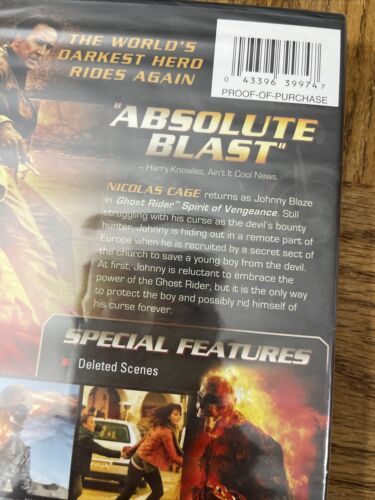 THE WORLD'S
DARKEST HERO
RIDES AGAIN
0 43396 39974 7
PROOF-OF-PURCHASE
"ABSOLUTE
BLAST"
– Harry Knowles, Ain't It Cool News
NICOLAS CAGE returns as Johnny Blaze
in Ghost Rider™ Spirit of Vengeance. Still
struggling with his curse as the devil's bounty
hunter, Johnny is hiding out in a remote part of
Europe when he is recruited by a secret sect of
the church to save a young boy from the devil.
At first, Johnny is reluctant to embrace the
power of the Ghost Rider, but it is the only way
to protect the boy and possibly rid himself of
his curse forever.
SPECIAL FEATURES
Deleted Scenes